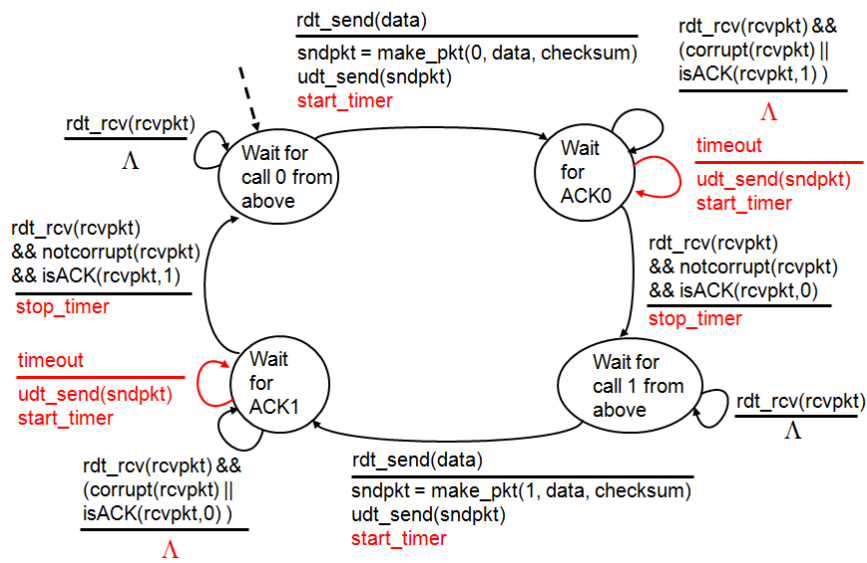 rdt_send(data)
sndpkt = make_pkt(0, data, checksum)
udt_send(sndpkt)
start_timer
rdt_rcv(rcvpkt) &&
(corrupt(rcvpkt) ||
isACK(rcvpkt,1) )
Λ
rdt_rcv(rcvpkt)
Λ
Wait for
call 0 from
above
Wait
for
ACK0
timeout
udt_send(sndpkt)
start_timer
rdt_rcv(rcvpkt)
&& notcorrupt(rcvpkt)
&& isACK(rcvpkt,1)
stop_timer
rdt_rcv(rcvpkt)
&& notcorrupt(rcvpkt)
&& isACK(rcvpkt,0)
stop_timer
timeout
udt_send(sndpkt)
start_timer
Wait
for
ACK1
Wait for
call 1 from
above
rdt_rcv(rcvpkt)
Λ
rdt_rcv(rcvpkt) &&
(corrupt(rcvpkt) ||
isACK(rcvpkt,0) )
Λ
rdt_send(data)
sndpkt = make_pkt(1, data, checksum)
udt_send(sndpkt)
start_timer